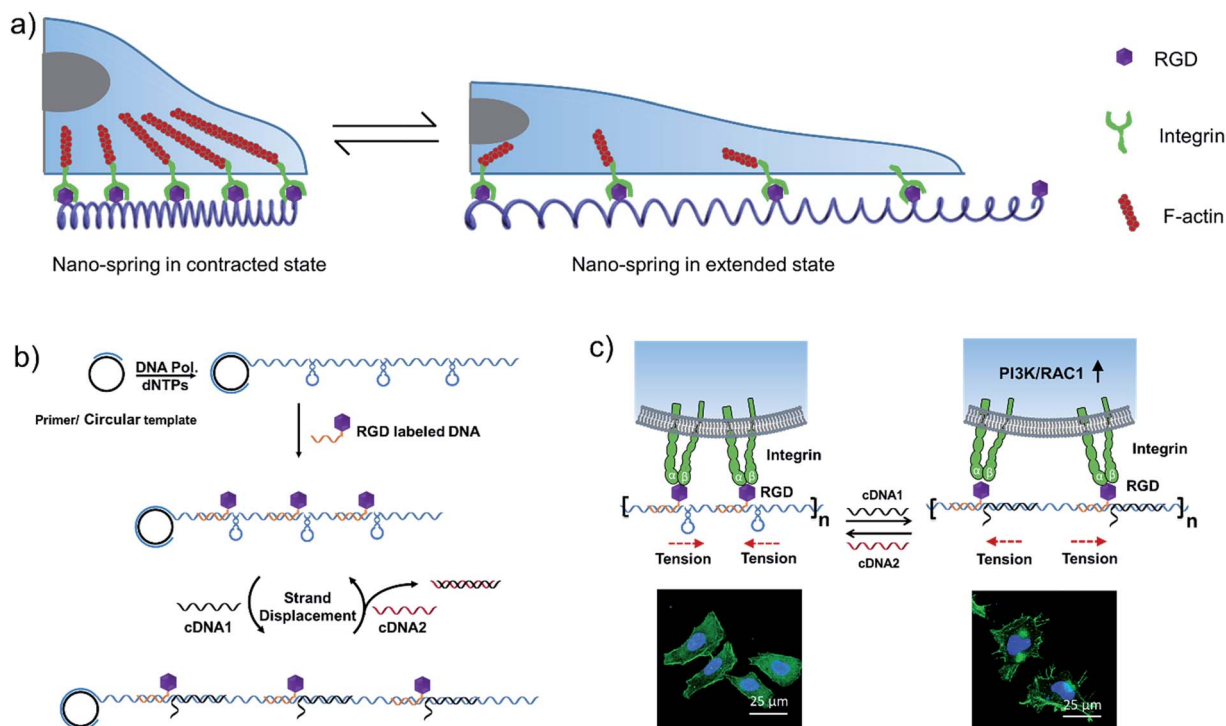 a)
RGD
Integrin
F-actin
Nano-spring in contracted state
Nano-spring in extended state
b)
DNA Pol.
dNTPs
Primer/ Circular template
RGD labeled DNA
Strand
Displacement
cDNA1
cDNA2
c)
PI3K/RAC1
Integrin
Integrin
α β
α β
α β
α β
RGD
RGD
n
n
cDNA1
cDNA2
Tension
Tension
Tension
Tension
25 µm
25 µm